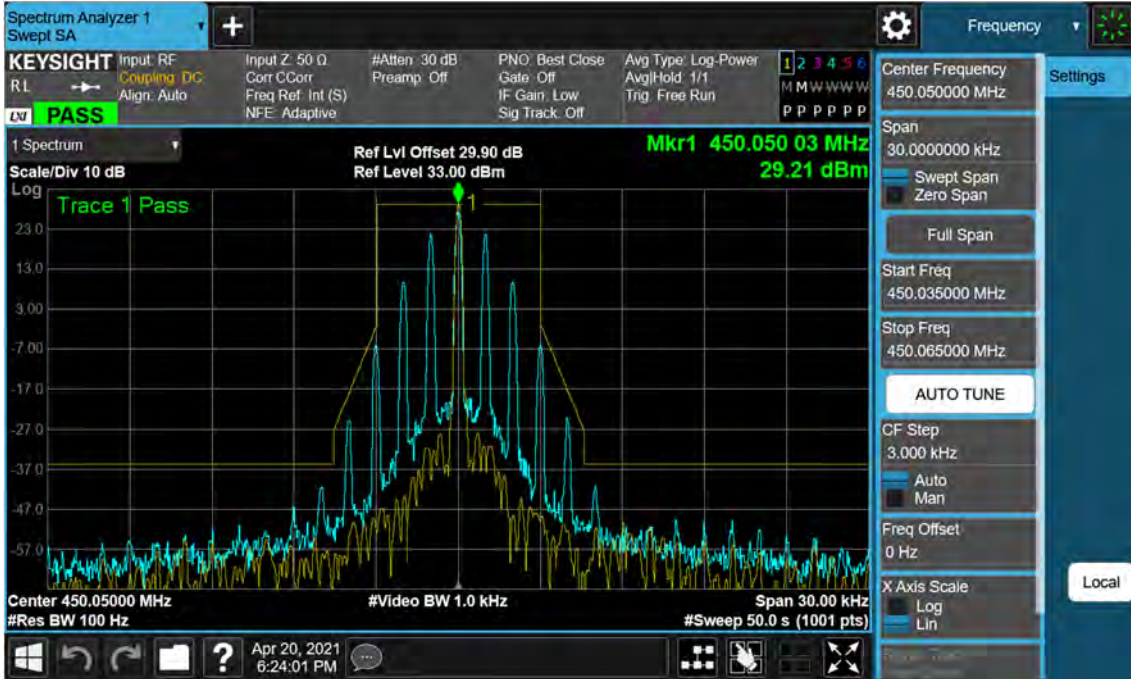 Spectrum Analyzer 1
Swept SA
Frequency
KEYSIGHT
RL
LXI
PASS
Input: RF
Coupling: DC
Align: Auto
Input Z: 50 Ω
Corr CCorr
Freq Ref: Int (S)
NFE: Adaptive
#Atten: 30 dB
Preamp: Off
PNO: Best Close
Gate: Off
IF Gain: Low
Sig Track: Off
Avg Type: Log-Power
Avg|Hold: 1/1
Trig: Free Run
1 2 3 4 5 6
M M W W W W
P P P P P P
1 Spectrum
Scale/Div 10 dB
Ref Lvl Offset 29.90 dB
Ref Level 33.00 dBm
Mkr1 450.050 03 MHz
29.21 dBm
Log
Trace 1 Pass
1
23.0
13.0
3.00
-7.00
-17.0
-27.0
-37.0
-47.0
-57.0
Center 450.05000 MHz
#Video BW 1.0 kHz
Span 30.00 kHz
#Res BW 100 Hz
#Sweep 50.0 s (1001 pts)
Center Frequency
450.050000 MHz
Settings
Span
30.0000000 kHz
Swept Span
Zero Span
Full Span
Start Freq
450.035000 MHz
Stop Freq
450.065000 MHz
AUTO TUNE
CF Step
3.000 kHz
Auto
Man
Freq Offset
0 Hz
X Axis Scale
Log
Lin
Local
?
Apr 20, 2021
6:24:01 PM